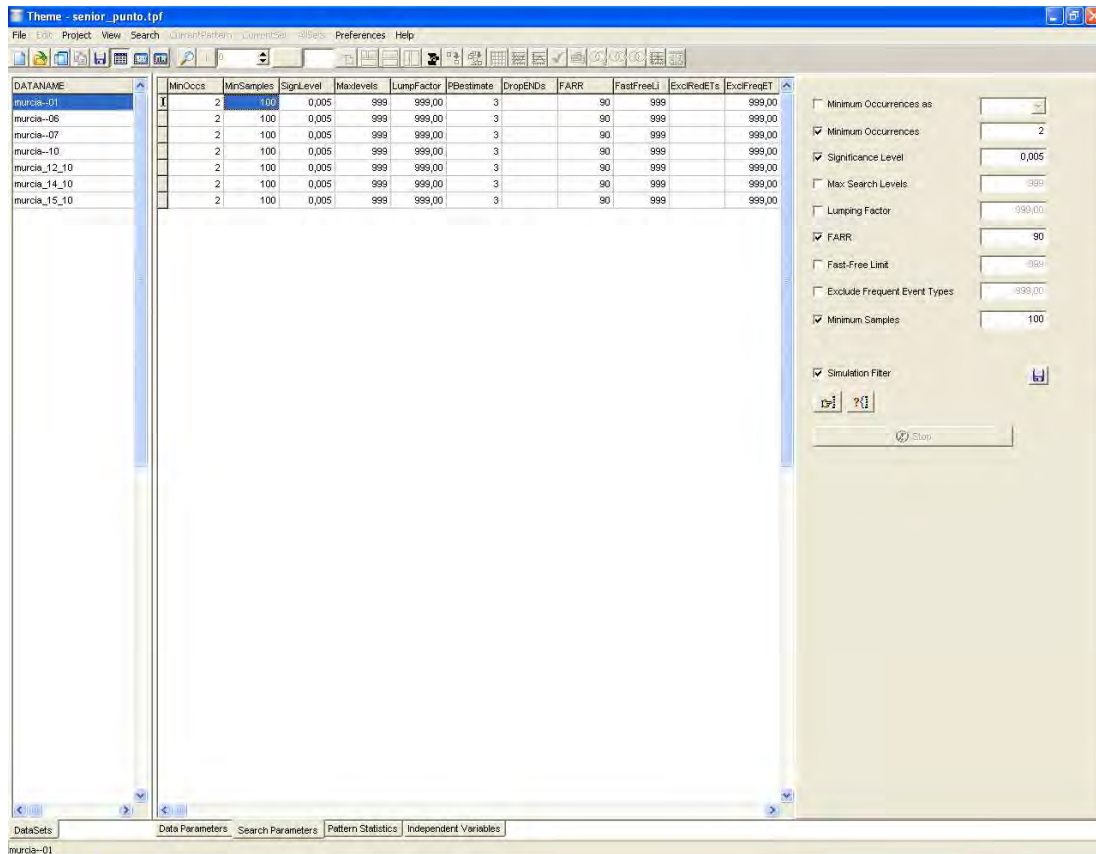 Theme - senior_punto.tpf
File Edit Project View Search CurrentPattern CurrentSet AllSets Preferences Help
0
DATANAME
murcia--01
murcia--06
murcia--07
murcia--10
murcia_12_10
murcia_14_10
murcia_15_10
MinOccs MinSamples SignLevel Maxlevels LumpFactor PBestimate DropENDs FARR FastFreeLi ExclRedETs ExclFreqET
2 100 0,005 999 999,00 3 90 999 999,00
2 100 0,005 999 999,00 3 90 999 999,00
2 100 0,005 999 999,00 3 90 999 999,00
2 100 0,005 999 999,00 3 90 999 999,00
2 100 0,005 999 999,00 3 90 999 999,00
2 100 0,005 999 999,00 3 90 999 999,00
2 100 0,005 999 999,00 3 90 999 999,00
Minimum Occurrences as
Minimum Occurrences 2
Significance Level 0,005
Max Search Levels 999
Lumping Factor 999,00
FARR 90
Fast-Free Limit 999
Exclude Frequent Event Types 999,00
Minimum Samples 100
Simulation Filter
Stop
DataSets
Data Parameters Search Parameters Pattern Statistics Independent Variables
murcia--01